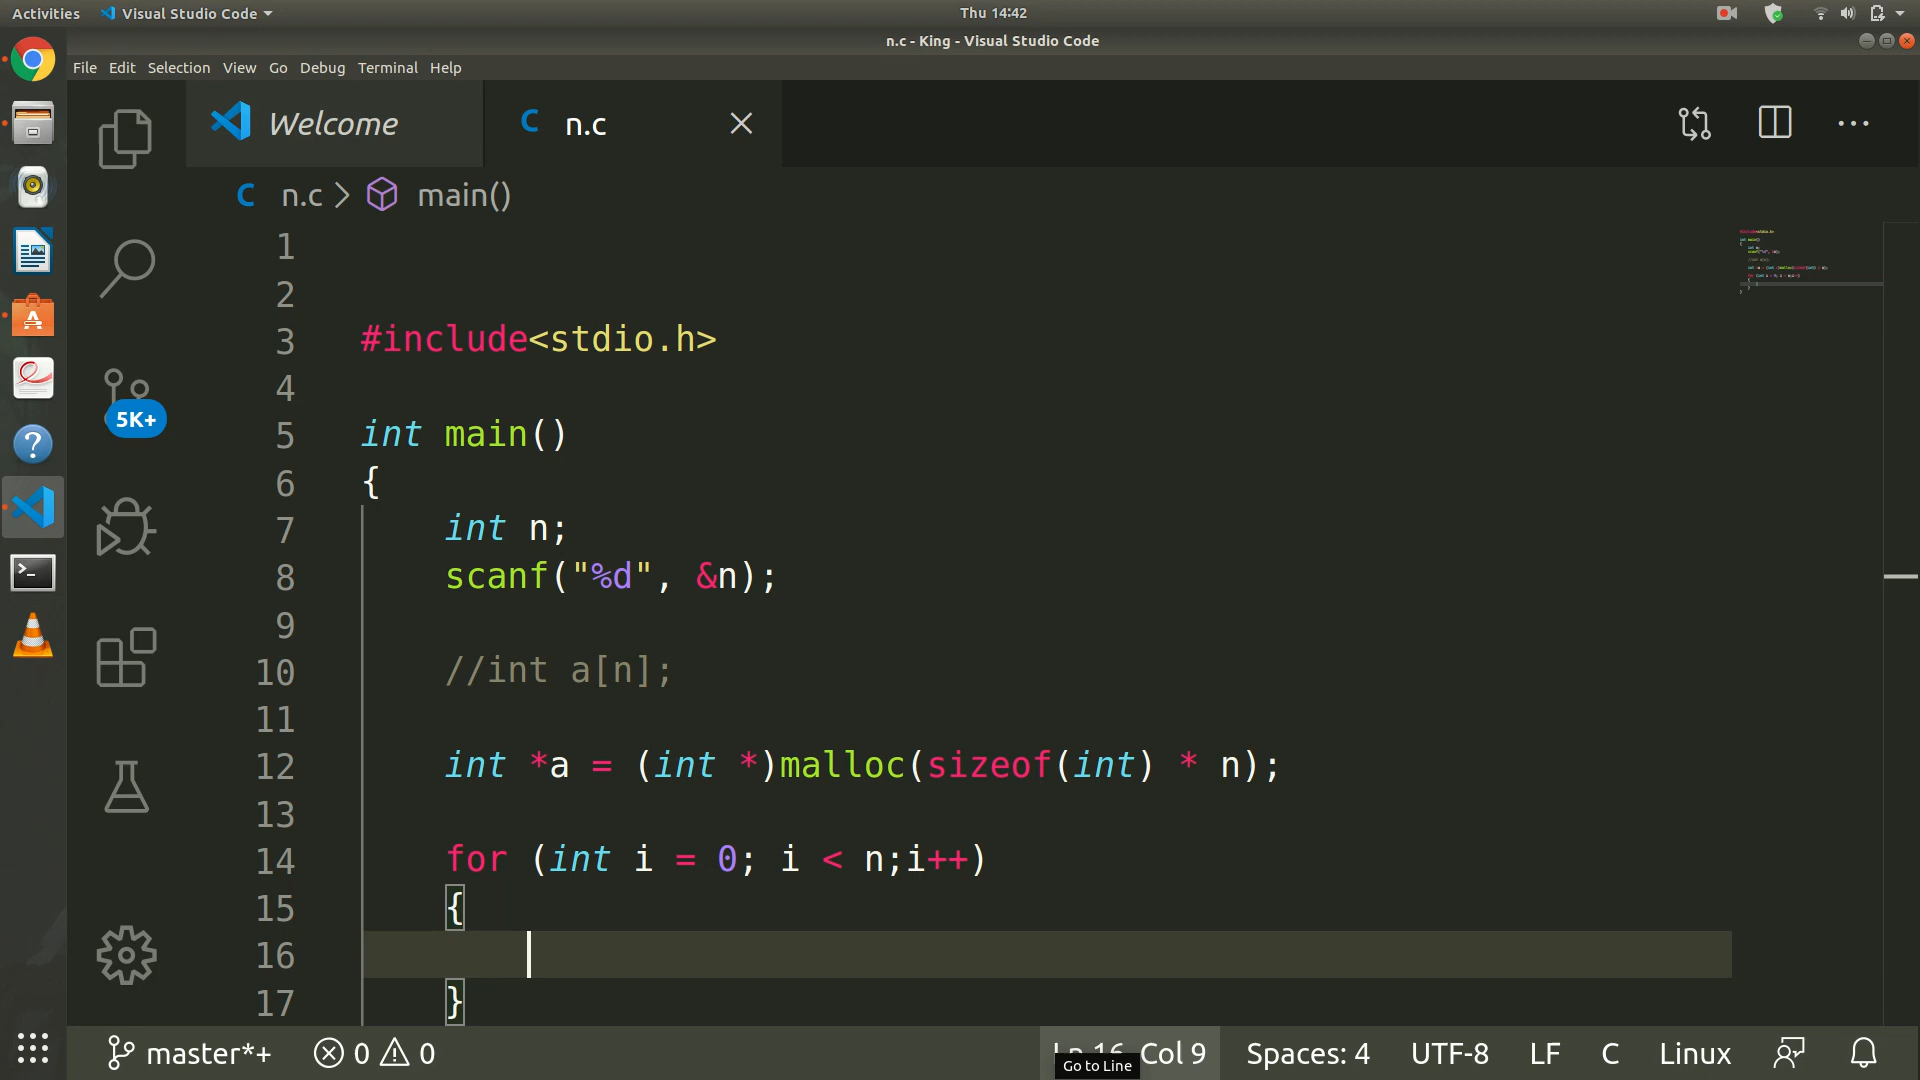 Activities Visual Studio Code Thu 14:42
n.c - King - Visual Studio Code
File Edit Selection View Go Debug Terminal Help
Welcome C n.c
C n.c > main()
1
2
3 #include<stdio.h>
4
5 int main()
6 {
7 int n;
8 scanf("%d", &n);
9
10 //int a[n];
11
12 int *a = (int *)malloc(sizeof(int) * n);
13
14 for (int i = 0; i < n;i++)
15 {
16
17 }
5K+
master*+ 0 0 Ln 16, Col 9 Spaces: 4 UTF-8 LF C Linux
Go to Line